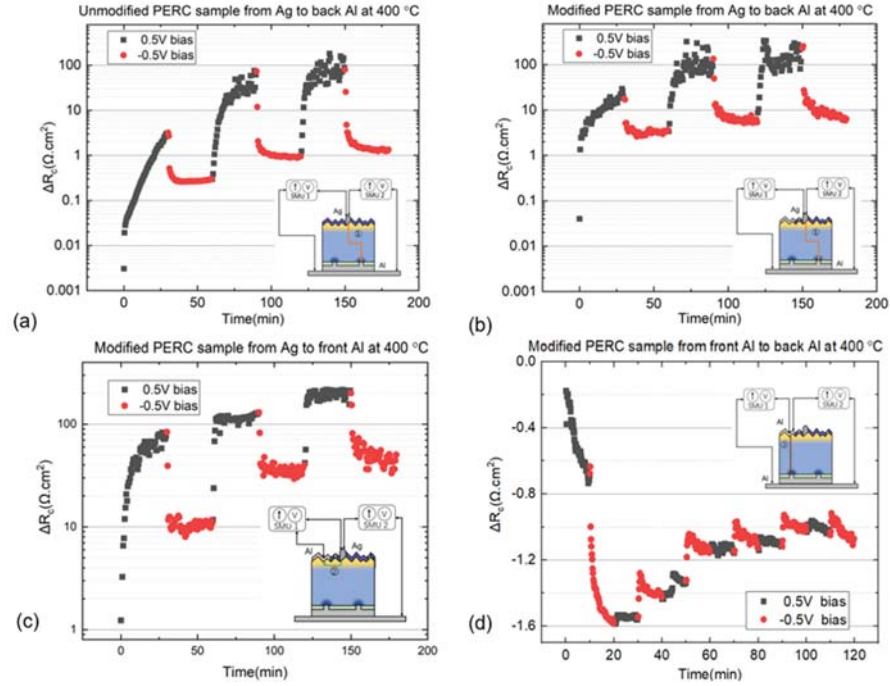 Unmodified PERC sample from Ag to back Al at 400 °C
0.5V bias
-0.5V bias
100
10
1
0.1
0.01
0.001
ΔRc(Ω.cm²)
0
50
100
150
200
Time(min)
SMU 1
V
SMU 2
V
Ag
①
Al
(a)
Modified PERC sample from Ag to back Al at 400 °C
0.5V bias
-0.5V bias
100
10
1
0.1
0.01
0.001
ΔRc(Ω.cm²)
0
50
100
150
200
Time(min)
SMU 1
V
SMU 2
V
Ag
①
Al
(b)
Modified PERC sample from Ag to front Al at 400 °C
0.5V bias
-0.5V bias
100
10
1
ΔRc(Ω.cm²)
0
50
100
150
200
Time(min)
SMU
V
SMU 2
V
Al
Ag
(c)
Modified PERC sample from front Al to back Al at 400 °C
0.0
-0.4
-0.8
-1.2
-1.6
ΔRc(Ω.cm²)
0
20
40
60
80
100
120
Time(min)
SMU 1
V
SMU 2
V
Al
Al
0.5V bias
-0.5V bias
(d)